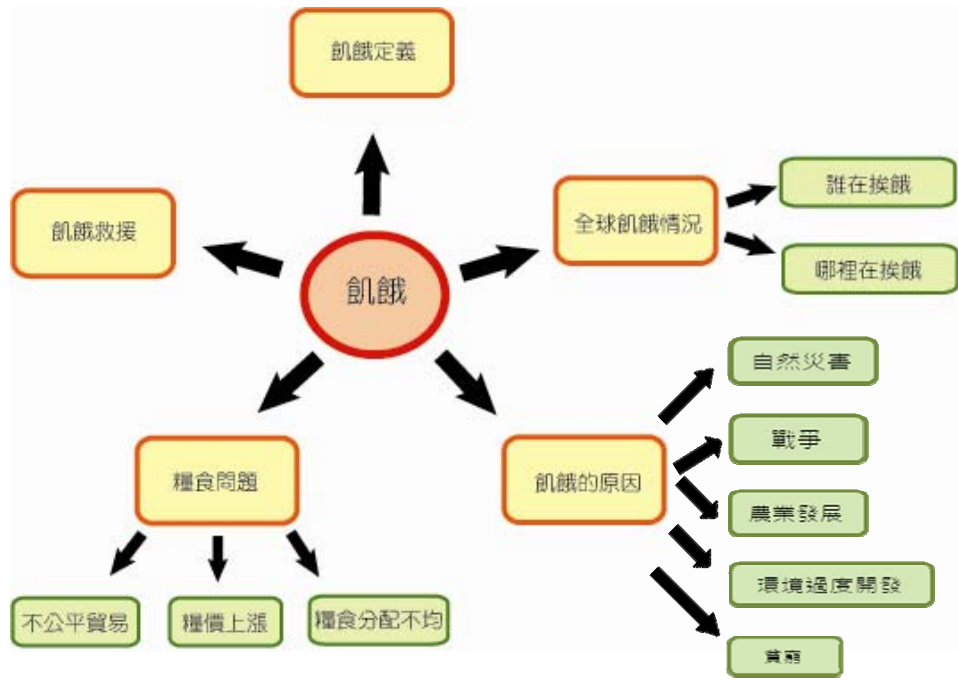 飢餓定義
飢餓救援
全球飢餓情況
誰在挨餓
哪裡在挨餓
飢餓
自然災害
戰爭
農業發展
環境過度開發
貧窮
飢餓的原因
糧食問題
不公平貿易
糧價上漲
糧食分配不均